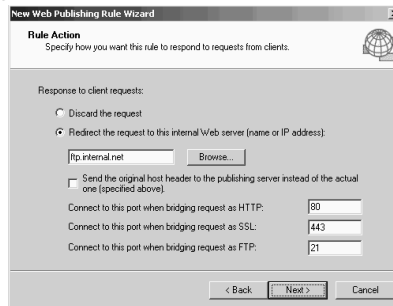 New Web Publishing Rule Wizard
Rule Action
Specify how you want this rule to respond to requests from clients.
Response to client requests:
Discard the request
Redirect the request to this internal Web server (name or IP address):
ftp.internal.net
Browse...
Send the original host header to the publishing server instead of the actual
one (specified above).
Connect to this port when bridging request as HTTP: 80
Connect to this port when bridging request as SSL: 443
Connect to this port when bridging request as FTP: 21
< Back Next > Cancel